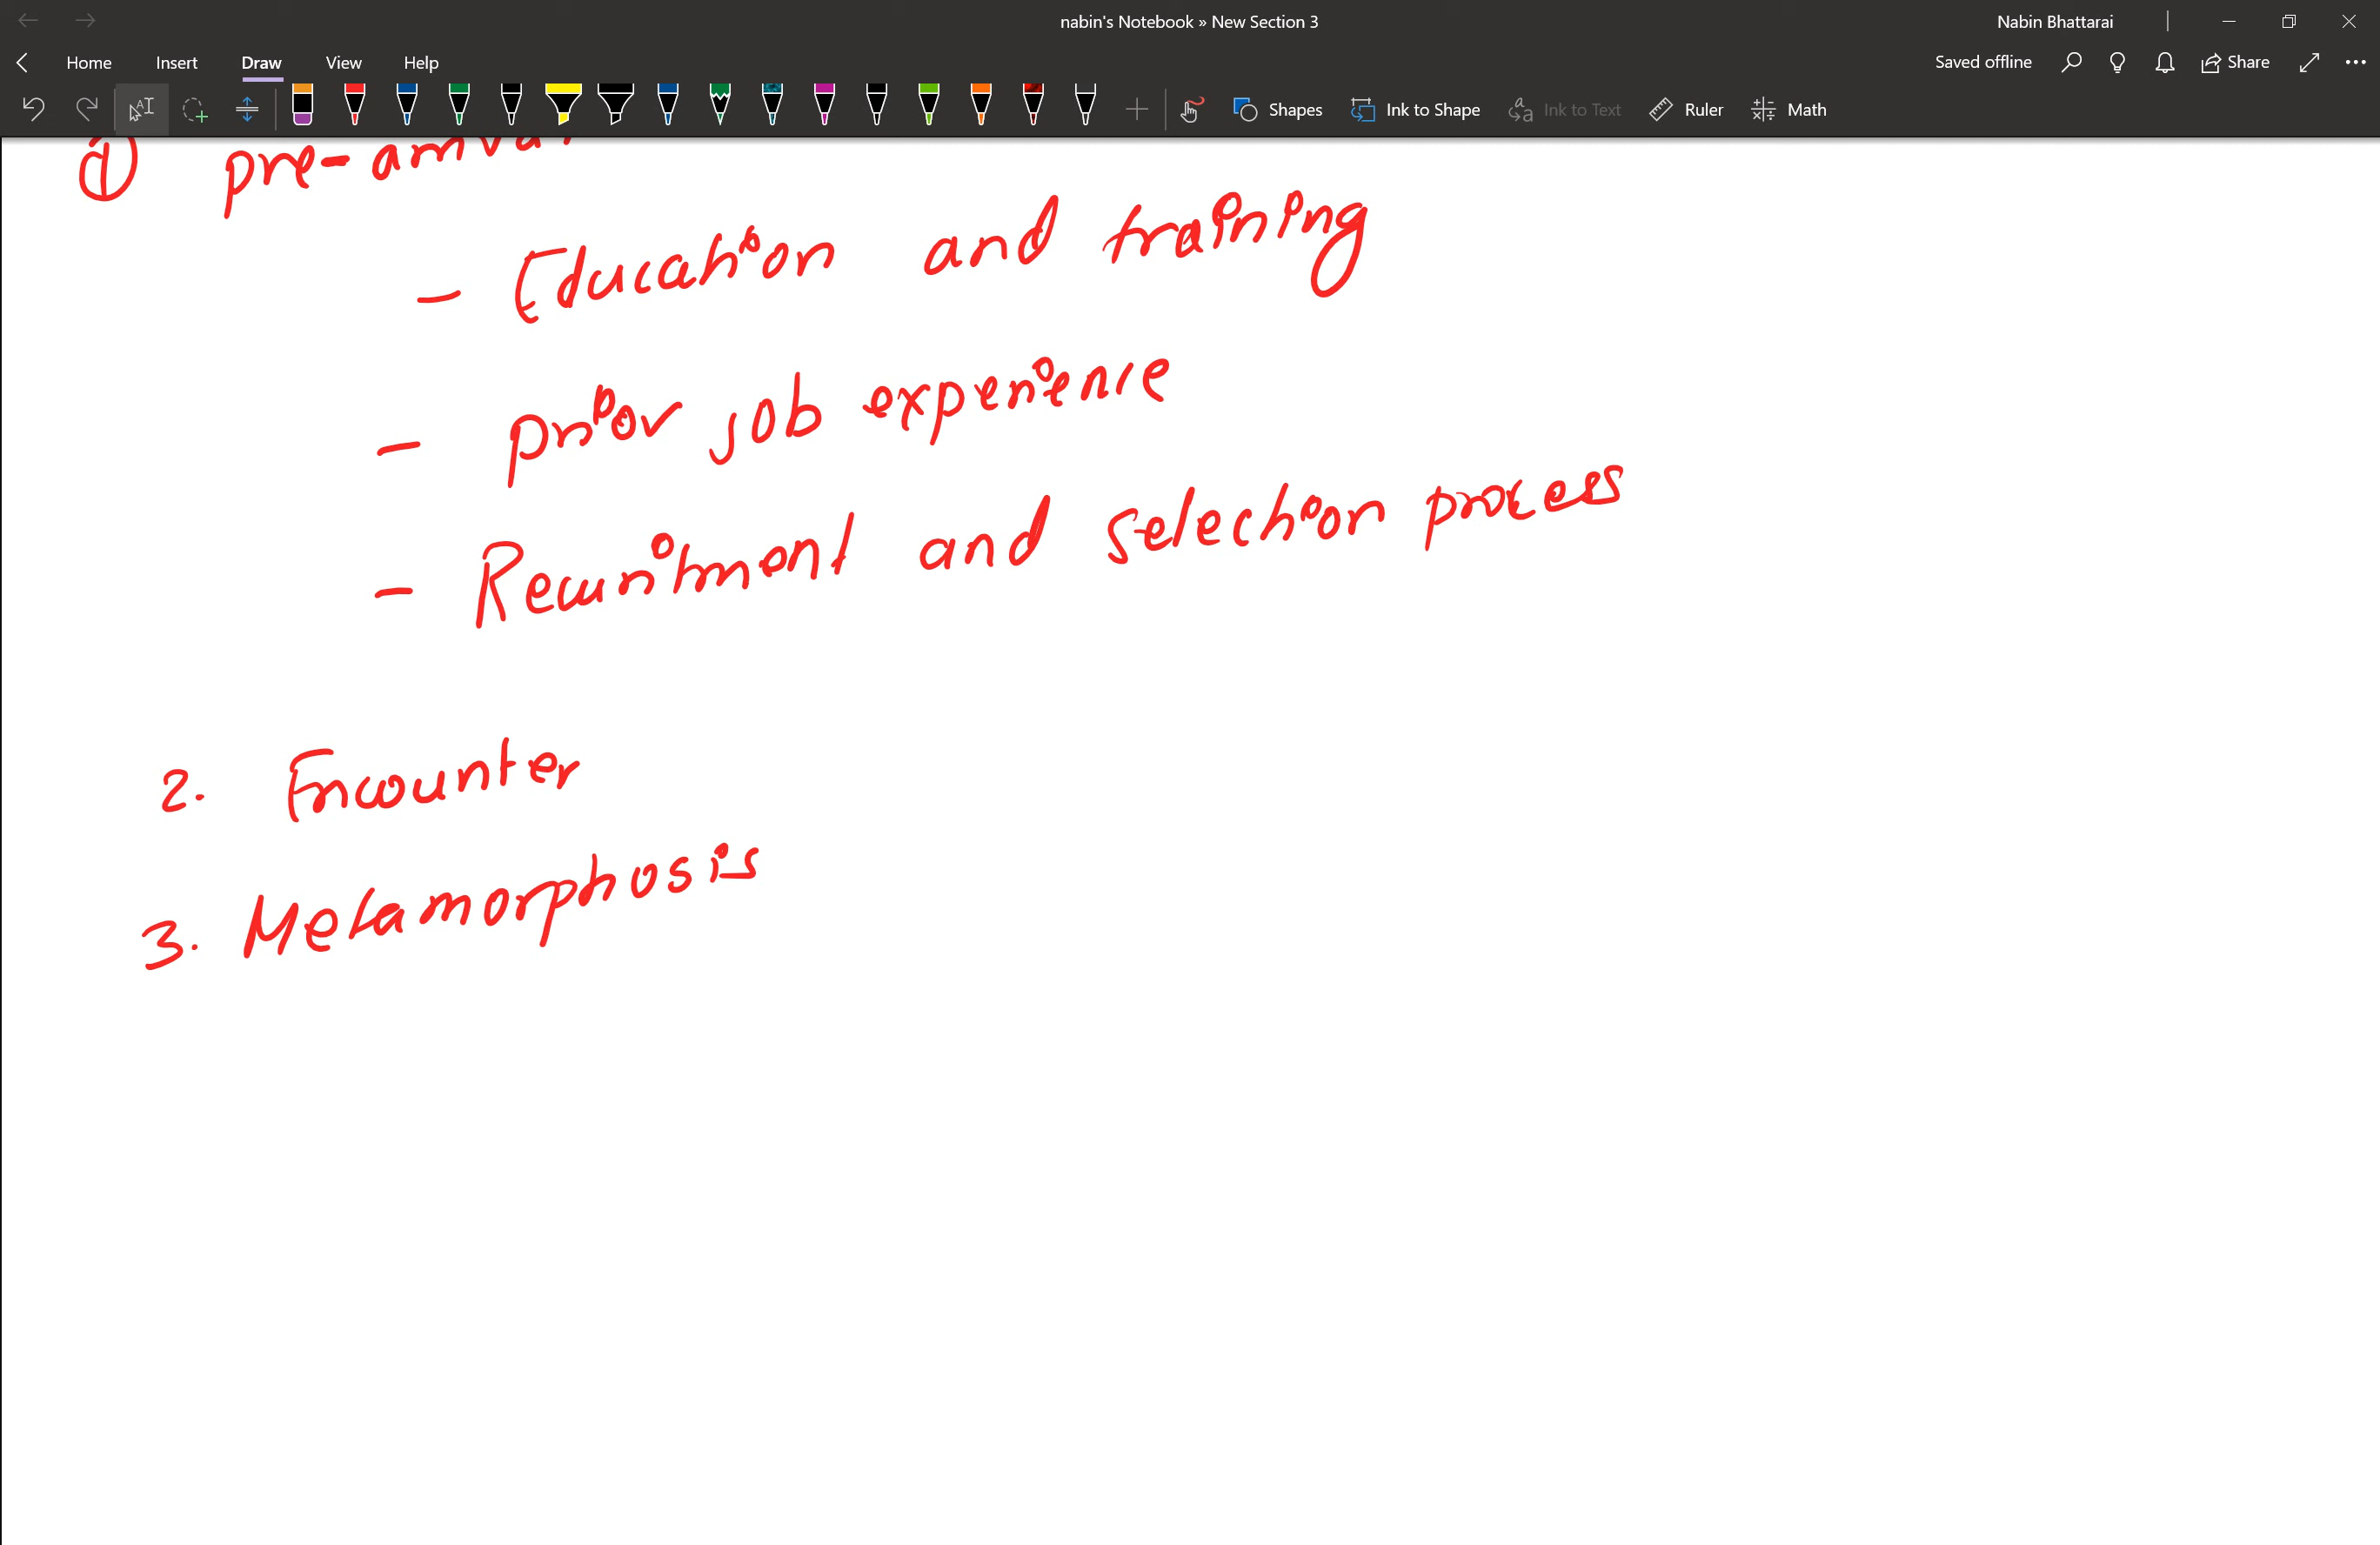 nabin's Notebook » New Section 3
Nabin Bhattarai
Home Insert Draw View Help
Saved offline
Share
Shapes Ink to Shape Ink to Text Ruler Math
① pre-arrival
- Education and training
- prior job experience
- Recruitment and selection process
2. Encounter
3. Metamorphosis